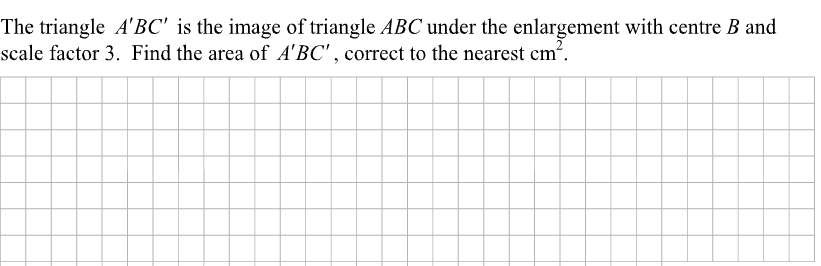 The triangle A′BC′ is the image of triangle ABC under the enlargement with centre B and
scale factor 3. Find the area of A′BC′, correct to the nearest cm².